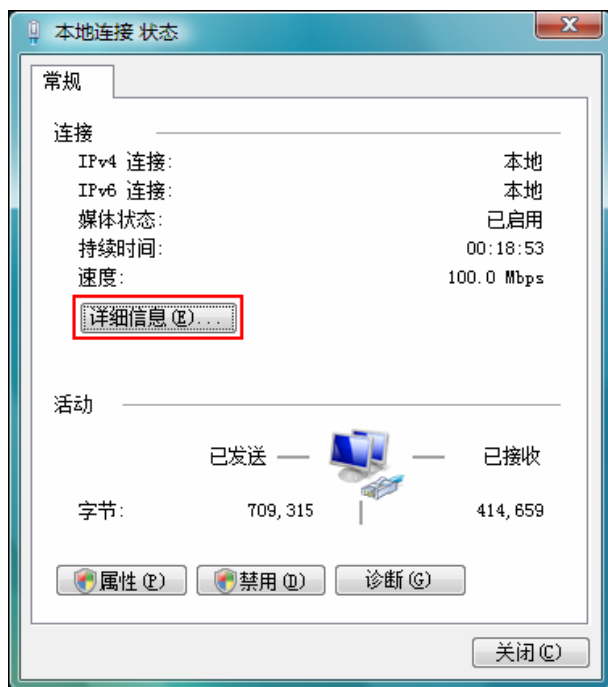 本地连接 状态
常规
连接
IPv4 连接: 本地
IPv6 连接: 本地
媒体状态: 已启用
持续时间: 00:18:53
速度: 100.0 Mbps
详细信息(E)...
活动
已发送 — — 已接收
字节: 709,315 414,659
属性(P) 禁用(D) 诊断(G)
关闭(C)